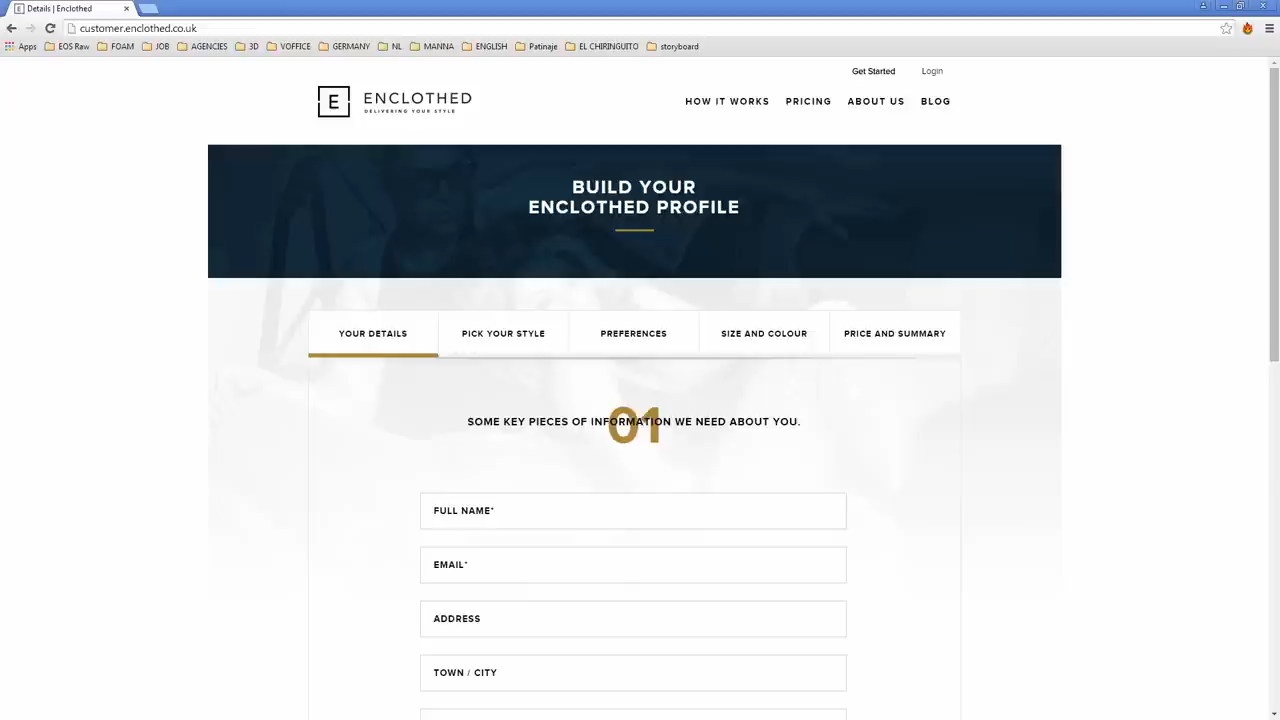 Details | Enclothed
customer.enclothed.co.uk
Apps EOS Raw FOAM JOB AGENCIES 3D VOFFICE GERMANY NL MANNA ENGLISH Patinaje EL CHIRINGUITO storyboard
Get Started Login
E ENCLOTHED
DELIVERING YOUR STYLE
HOW IT WORKS PRICING ABOUT US BLOG
BUILD YOUR
ENCLOTHED PROFILE
YOUR DETAILS PICK YOUR STYLE PREFERENCES SIZE AND COLOUR PRICE AND SUMMARY
01
SOME KEY PIECES OF INFORMATION WE NEED ABOUT YOU.
FULL NAME*
EMAIL*
ADDRESS
TOWN / CITY